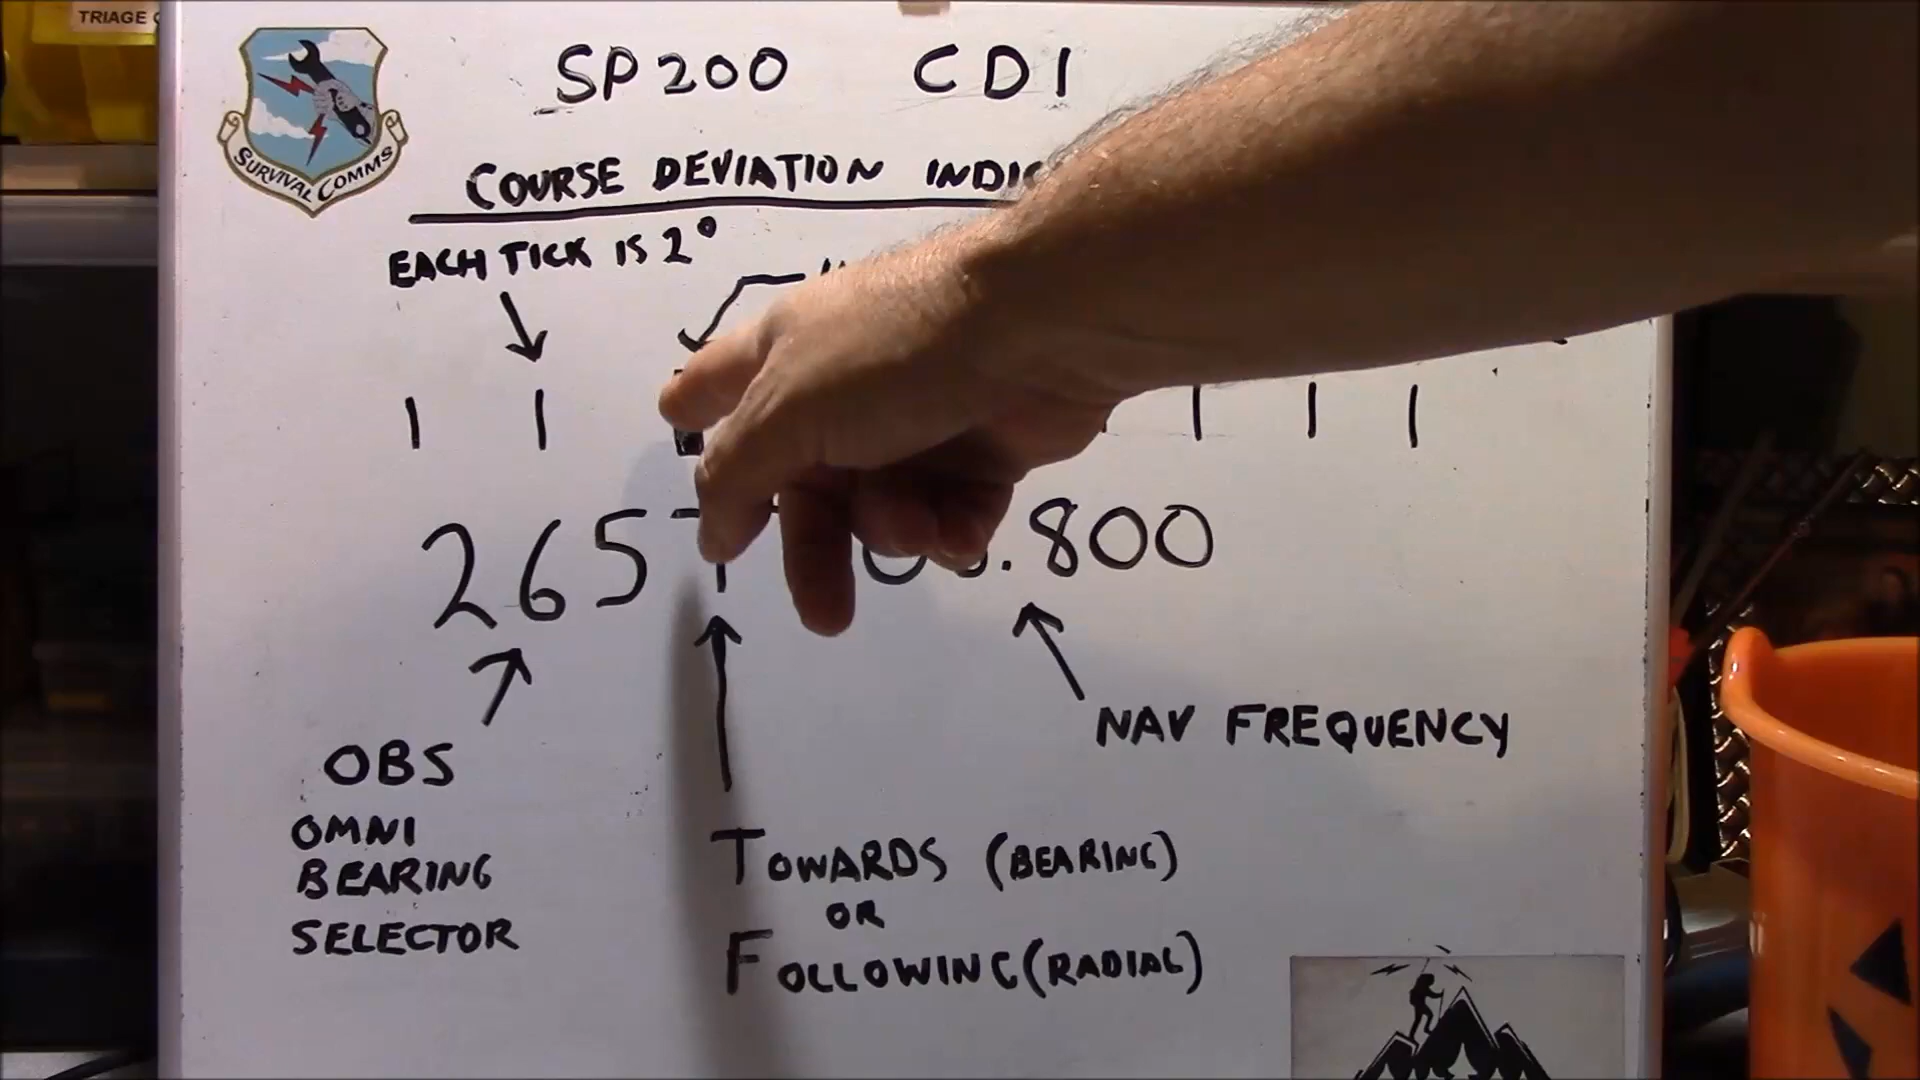 TRIAGE
SP200 CDI
SURVIVAL COMMS
COURSE DEVIATION
EACH TICK IS 2°
265 T .800
NAV FREQUENCY
OBS
OMNI
BEARING
SELECTOR
TOWARDS (BEARING)
OR
FOLLOWING (RADIAL)